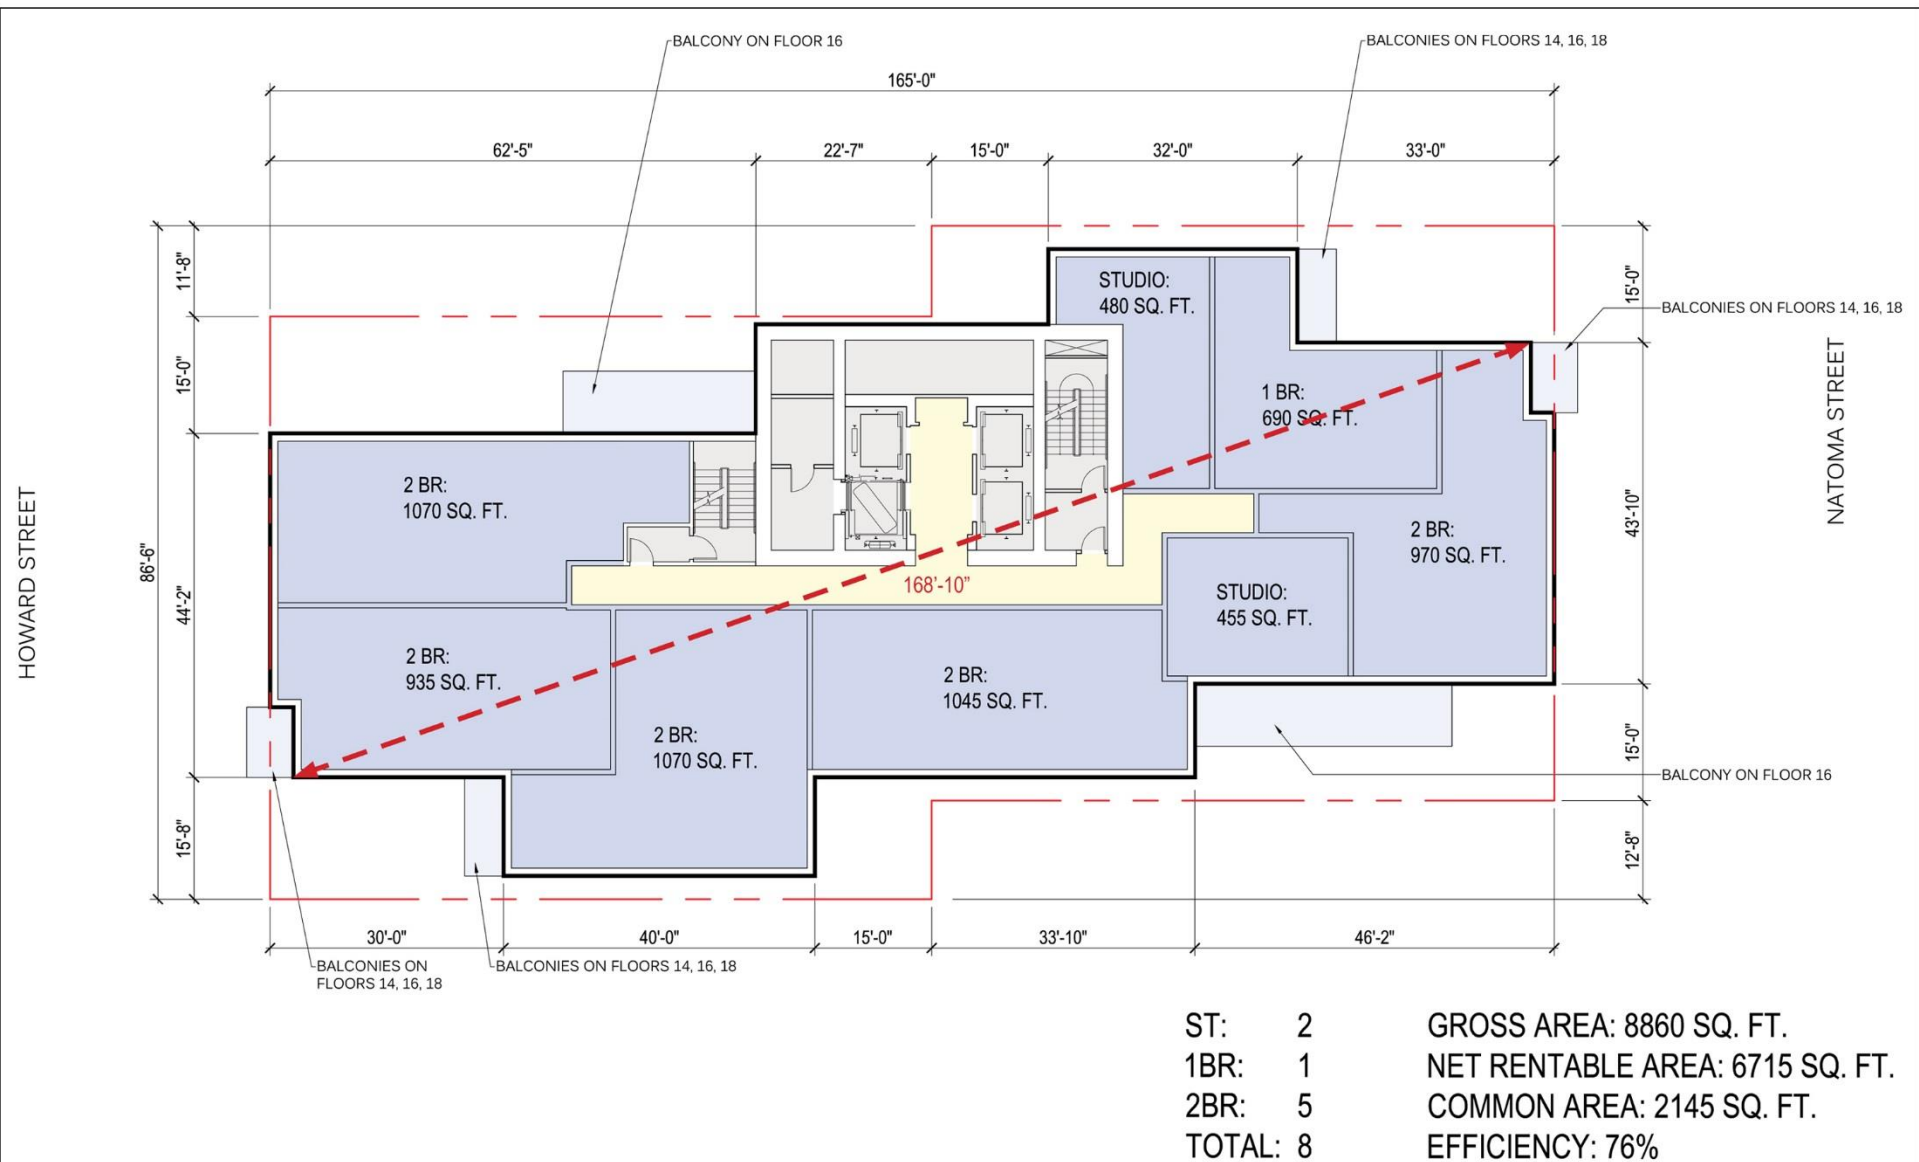 BALCONY ON FLOOR 16
BALCONIES ON FLOORS 14, 16, 18
165'-0"
62'-5"
22'-7"
15'-0"
32'-0"
33'-0"
11'-8"
15'-0"
STUDIO:
480 SQ. FT.
BALCONIES ON FLOORS 14, 16, 18
15'-0"
1 BR:
690 SQ. FT.
NATOMA STREET
HOWARD STREET
86'-6"
44'-2"
2 BR:
1070 SQ. FT.
2 BR:
970 SQ. FT.
43'-10"
168'-10"
STUDIO:
455 SQ. FT.
2 BR:
935 SQ. FT.
2 BR:
1045 SQ. FT.
2 BR:
1070 SQ. FT.
15'-0"
BALCONY ON FLOOR 16
15'-8"
12'-8"
30'-0"
40'-0"
15'-0"
33'-10"
46'-2"
BALCONIES ON
FLOORS 14, 16, 18
BALCONIES ON FLOORS 14, 16, 18
ST: 2
1BR: 1
2BR: 5
TOTAL: 8
GROSS AREA: 8860 SQ. FT.
NET RENTABLE AREA: 6715 SQ. FT.
COMMON AREA: 2145 SQ. FT.
EFFICIENCY: 76%